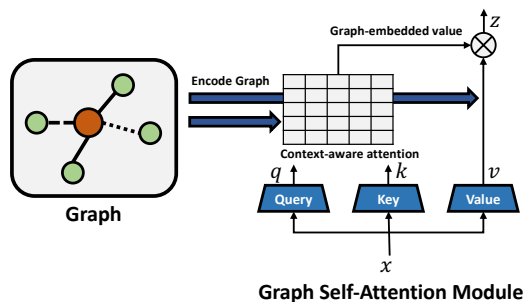 z
Graph-embedded value
Encode Graph
Context-aware attention
q
k
v
Graph
Query
Key
Value
x
Graph Self-Attention Module